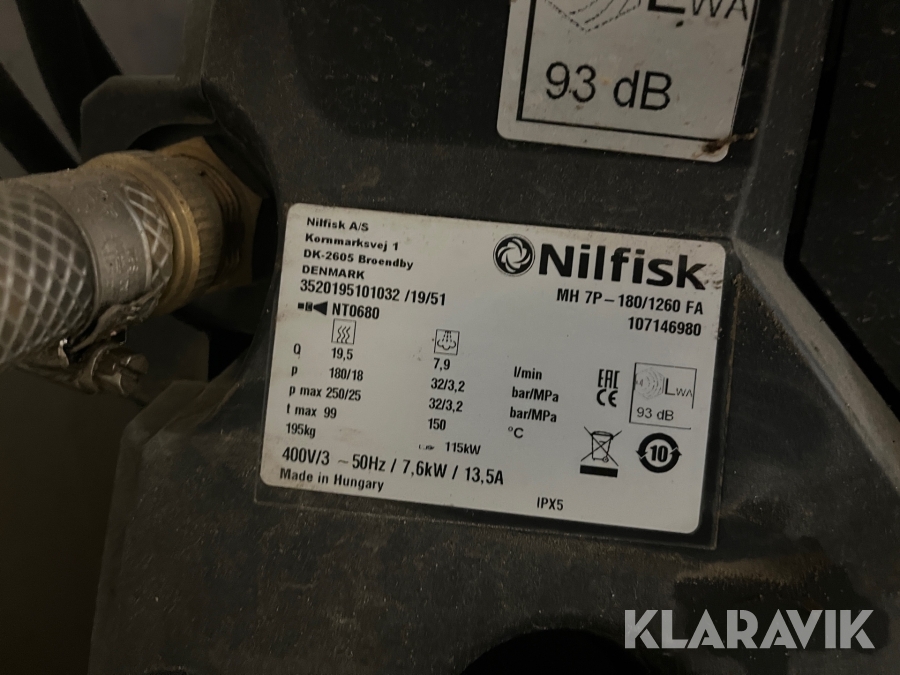 LWA
93 dB
Nilfisk A/S
Kornmarksvej 1
DK-2605 Broendby
DENMARK
3520195101032 /19/51
NT0680
Nilfisk
MH 7P-180/1260 FA
107146980
Q 19,5 7,9 l/min
p 180/18 32/3,2 bar/MPa
p max 250/25 32/3,2 bar/MPa
t max 99 150 °C
195kg 115kW
400V/3 ~50Hz / 7,6kW / 13,5A
Made in Hungary
EAC
CE
LWA
93 dB
10
IPX5
KLARAVIK